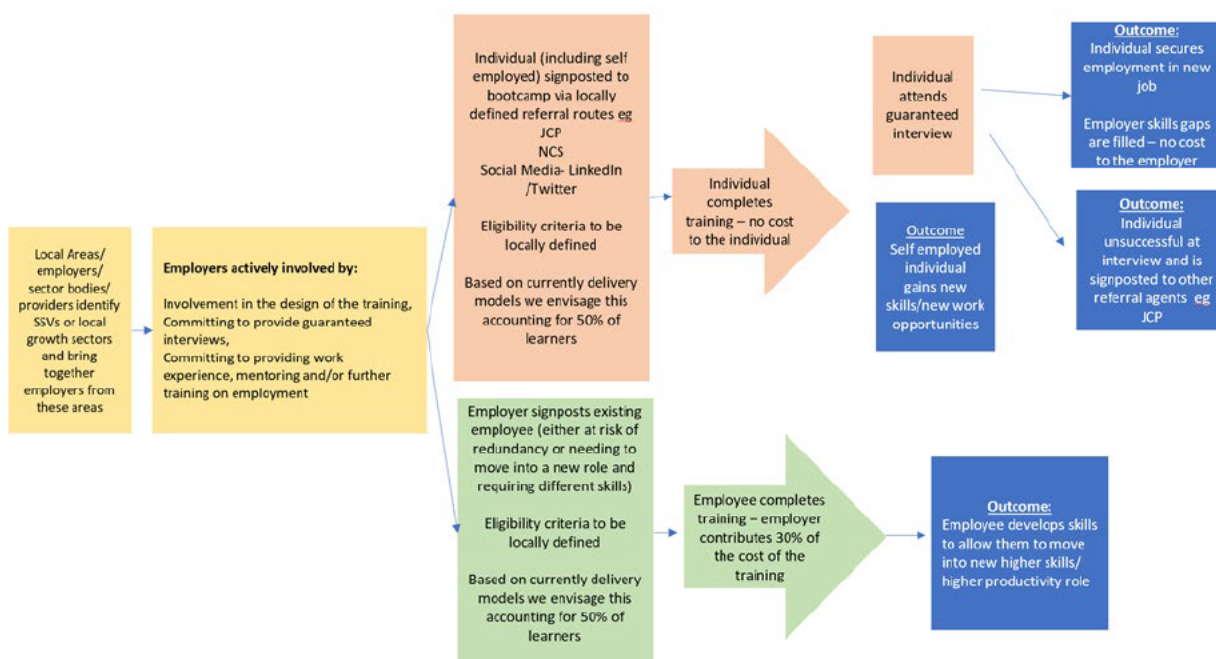 Local Areas/
employers/
sector bodies/
providers identify
SSVs or local
growth sectors
and bring
together
employers from
these areas
Employers actively involved by:
Involvement in the design of the training,
Committing to provide guaranteed
interviews,
Committing to providing work
experience, mentoring and/or further
training on employment
Individual (including self
employed) signposted to
bootcamp via locally
defined referral routes eg
JCP
NCS
Social Media- LinkedIn
/Twitter
Eligibility criteria to be
locally defined
Based on currently delivery
models we envisage this
accounting for 50% of
learners
Individual
completes
training – no cost
to the individual
Individual
attends
guaranteed
interview
Outcome:
Individual secures
employment in new
job
Employer skills gaps
are filled – no cost
to the employer
Outcome
Self employed
individual
gains new
skills/new work
opportunities
Outcome:
Individual
unsuccessful at
interview and is
signposted to other
referral agents eg
JCP
Employer signposts existing
employee (either at risk of
redundancy or needing to
move into a new role and
requiring different skills)
Eligibility criteria to be
locally defined
Based on currently delivery
models we envisage this
accounting for 50% of
learners
Employee completes
training – employer
contributes 30% of
the cost of the
training
Outcome:
Employee develops skills
to allow them to move
into new higher skills/
higher productivity role